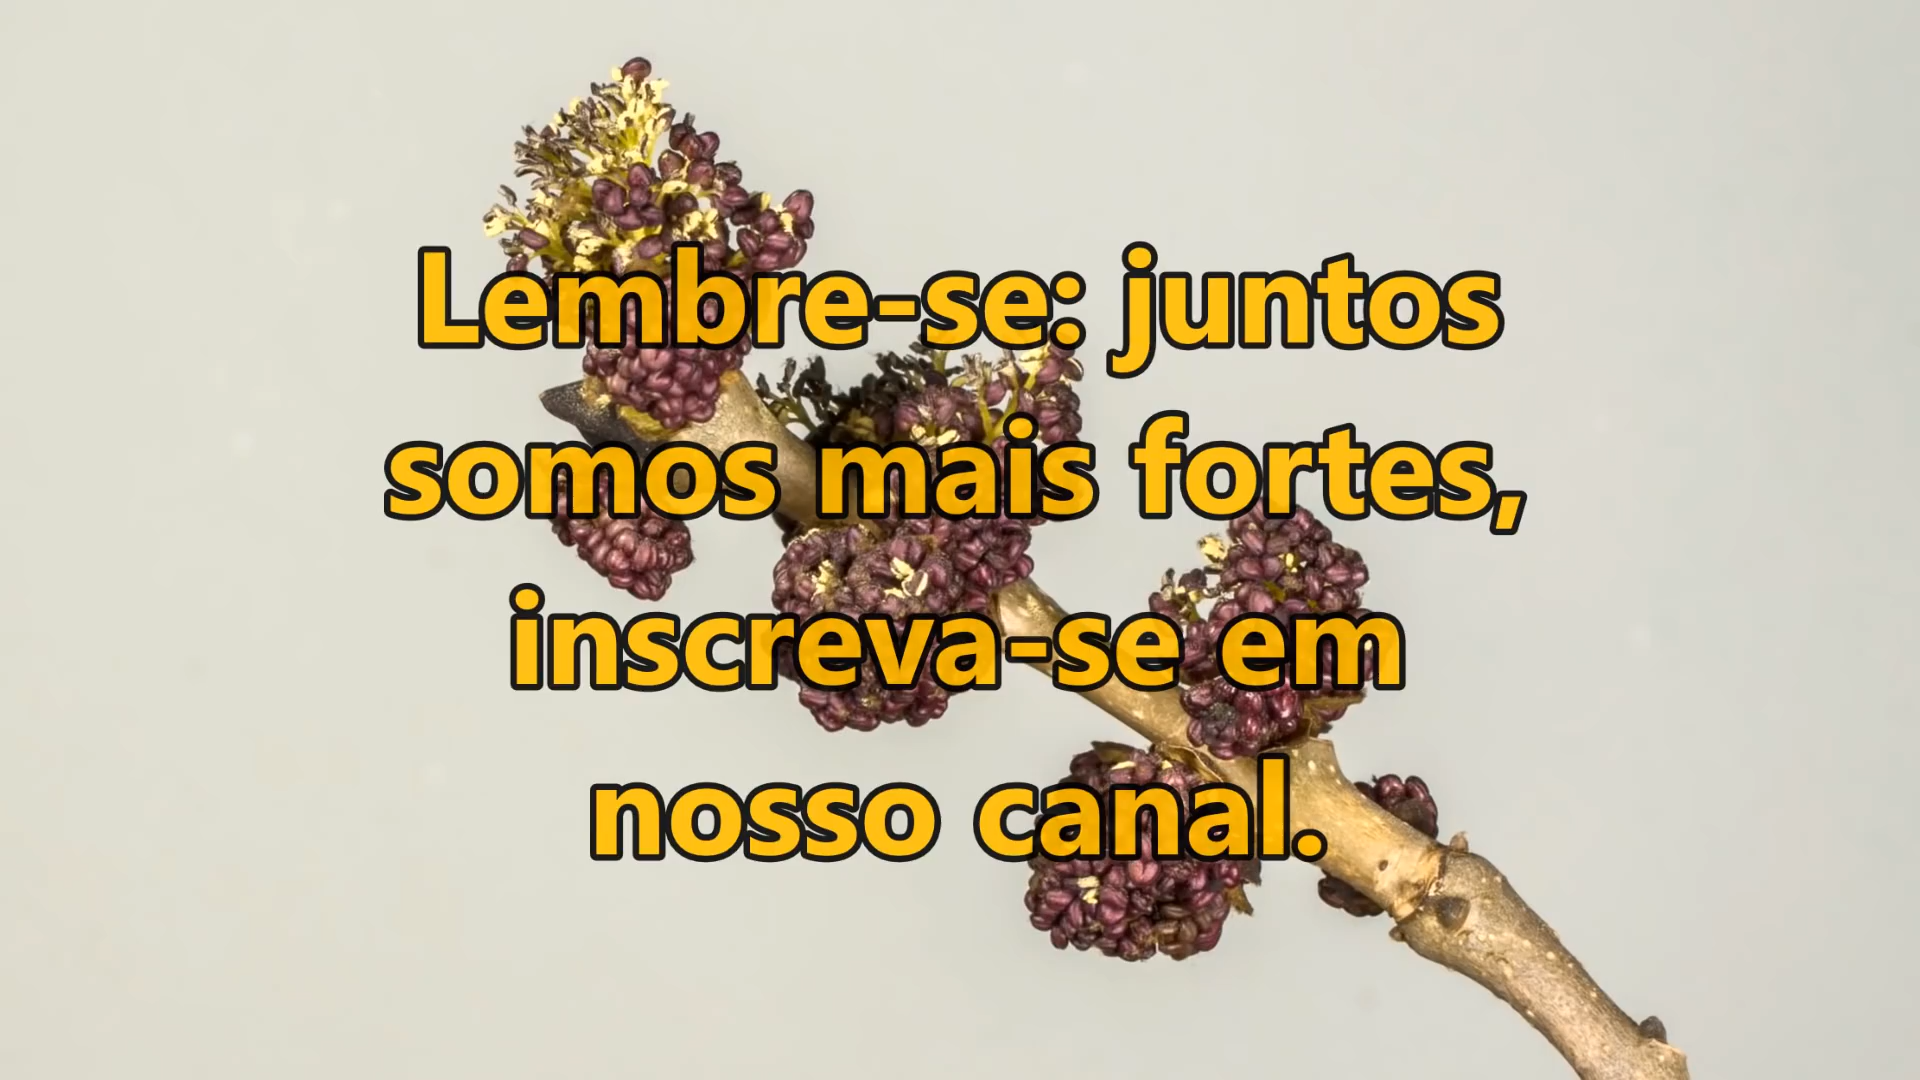 Lembre-se: juntos
somos mais fortes,
inscreva-se em
nosso canal.